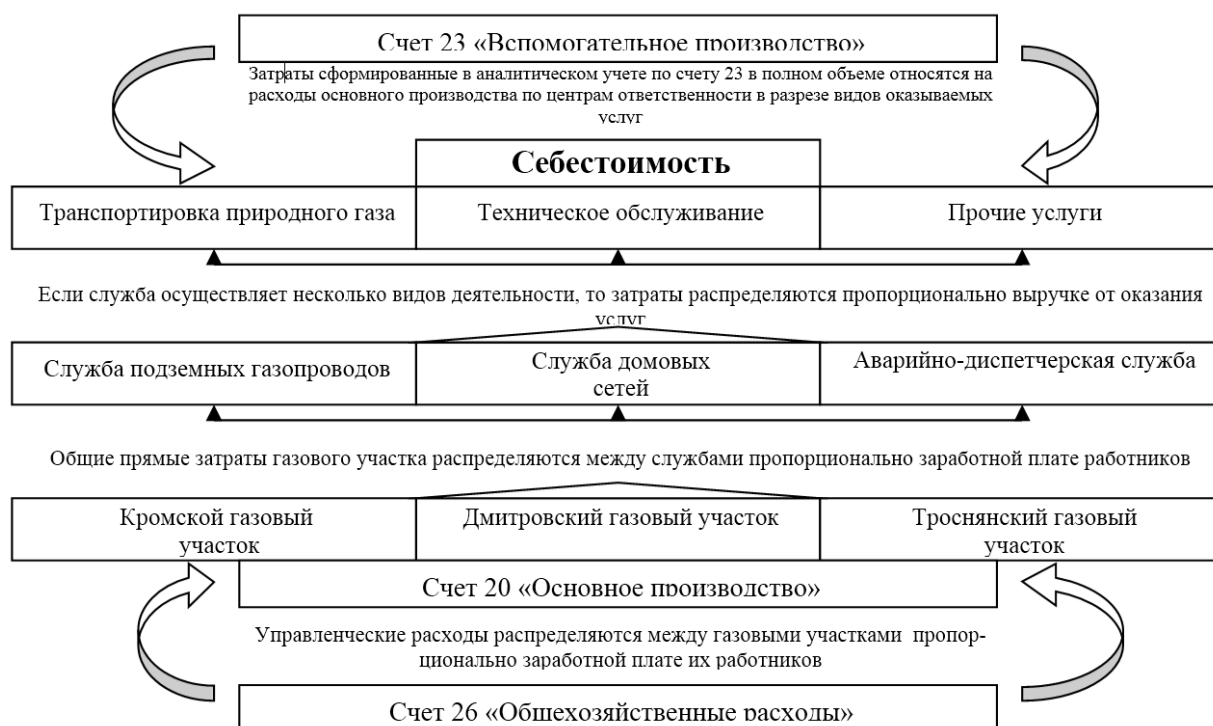 Счет 23 «Вспомогательное производство»
Затраты сформированные в аналитическом учете по счету 23 в полном объеме относятся на
расходы основного производства по центрам ответственности в разрезе видов оказываемых
услуг
Себестоимость
Транспортировка природного газа
Техническое обслуживание
Прочие услуги
Если служба осуществляет несколько видов деятельности, то затраты распределяются пропорционально выручке от оказания
услуг
Служба подземных газопроводов
Служба домовых
сетей
Аварийно-диспетчерская служба
Общие прямые затраты газового участка распределяются между службами пропорционально заработной плате работников
Кромской газовый
участок
Дмитровский газовый участок
Троснянский газовый
участок
Счет 20 «Основное производство»
Управленческие расходы распределяются между газовыми участками пропор-
ционально заработной плате их работников
Счет 26 «Общехозяйственные расходы»